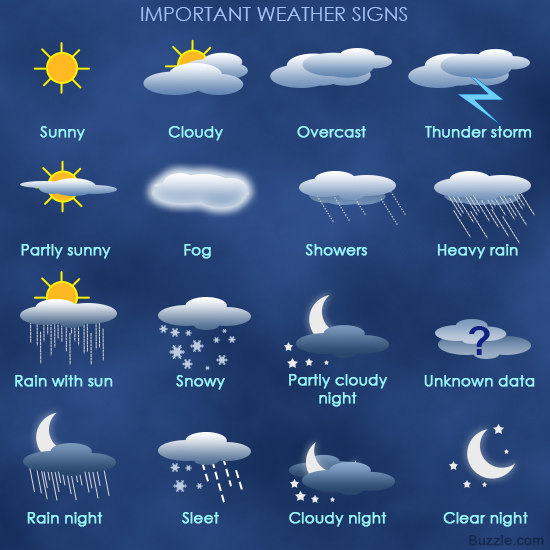 IMPORTANT WEATHER SIGNS
Sunny
Cloudy
Overcast
Thunder storm
Partly sunny
Fog
Showers
Heavy rain
?
Rain with sun
Snowy
Partly cloudy
night
Unknown data
Rain night
Sleet
Cloudy night
Clear night
Buzzle.com